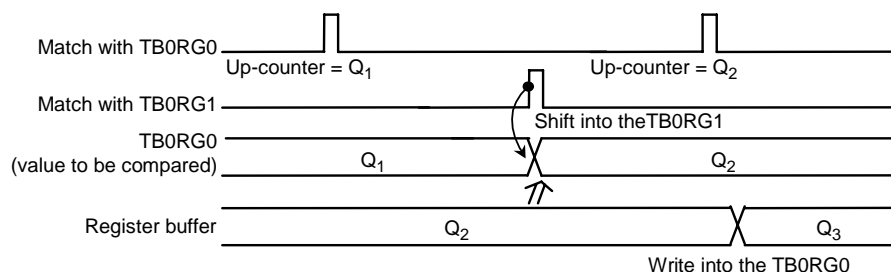 Match with TB0RG0
Up-counter = Q1 Up-counter = Q2
Match with TB0RG1
Shift into theTB0RG1
TB0RG0
(value to be compared) Q1 Q2
Register buffer Q2 Q3
Write into the TB0RG0